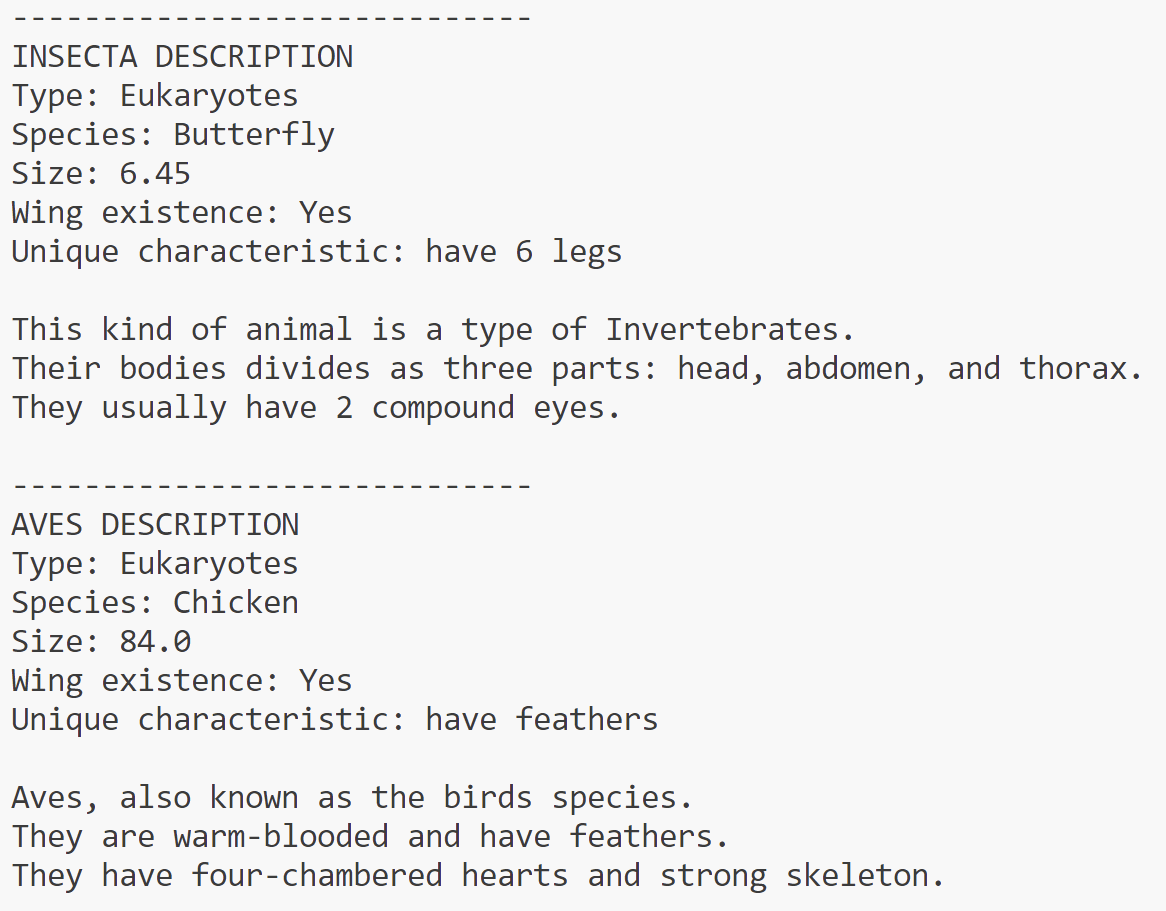 -----------------------------
INSECTA DESCRIPTION
Type: Eukaryotes
Species: Butterfly
Size: 6.45
Wing existence: Yes
Unique characteristic: have 6 legs
This kind of animal is a type of Invertebrates.
Their bodies divides as three parts: head, abdomen, and thorax.
They usually have 2 compound eyes.
-----------------------------
AVES DESCRIPTION
Type: Eukaryotes
Species: Chicken
Size: 84.0
Wing existence: Yes
Unique characteristic: have feathers
Aves, also known as the birds species.
They are warm-blooded and have feathers.
They have four-chambered hearts and strong skeleton.